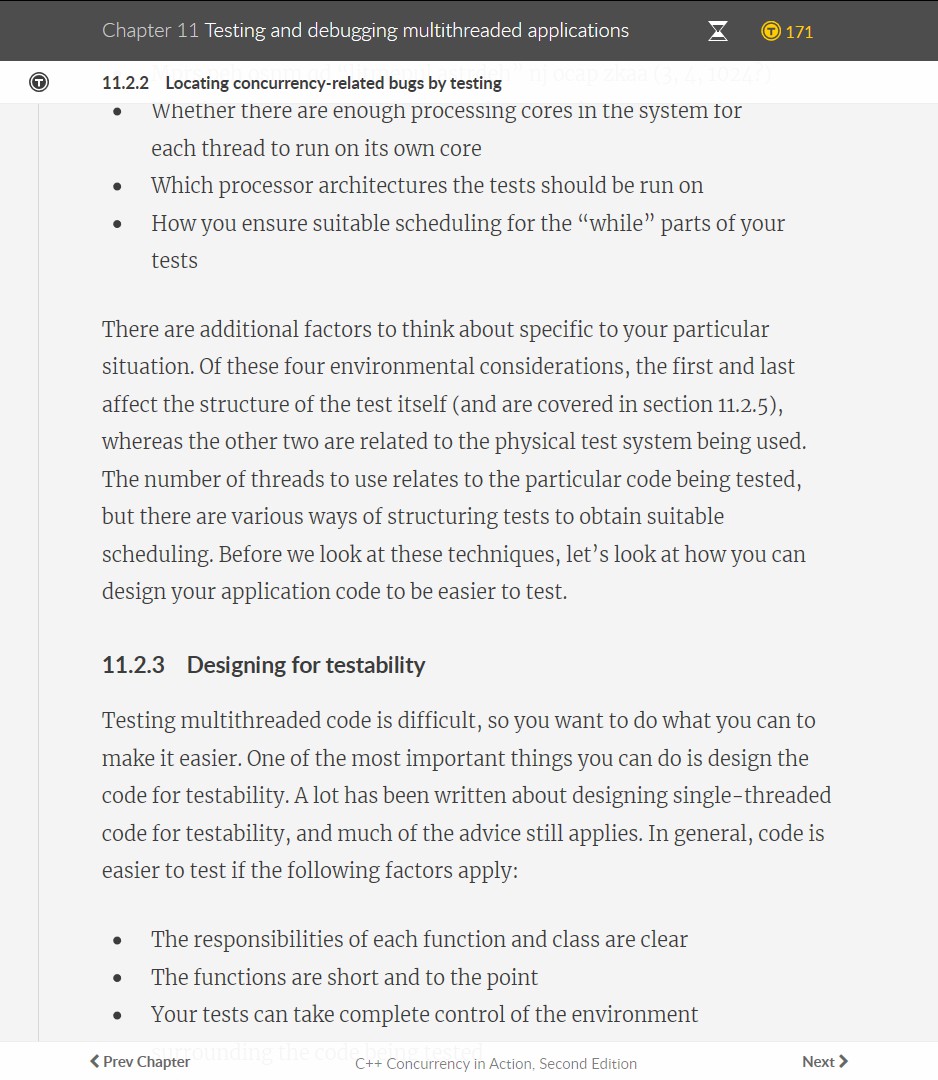 Chapter 11 Testing and debugging multithreaded applications
171
11.2.2 Locating concurrency-related bugs by testing
• Whether there are enough processing cores in the system for
each thread to run on its own core
• Which processor architectures the tests should be run on
• How you ensure suitable scheduling for the “while” parts of your
tests
There are additional factors to think about specific to your particular
situation. Of these four environmental considerations, the first and last
affect the structure of the test itself (and are covered in section 11.2.5),
whereas the other two are related to the physical test system being used.
The number of threads to use relates to the particular code being tested,
but there are various ways of structuring tests to obtain suitable
scheduling. Before we look at these techniques, let’s look at how you can
design your application code to be easier to test.
11.2.3 Designing for testability
Testing multithreaded code is difficult, so you want to do what you can to
make it easier. One of the most important things you can do is design the
code for testability. A lot has been written about designing single-threaded
code for testability, and much of the advice still applies. In general, code is
easier to test if the following factors apply:
• The responsibilities of each function and class are clear
• The functions are short and to the point
• Your tests can take complete control of the environment
surrounding the code being tested
Prev Chapter
C++ Concurrency in Action, Second Edition
Next